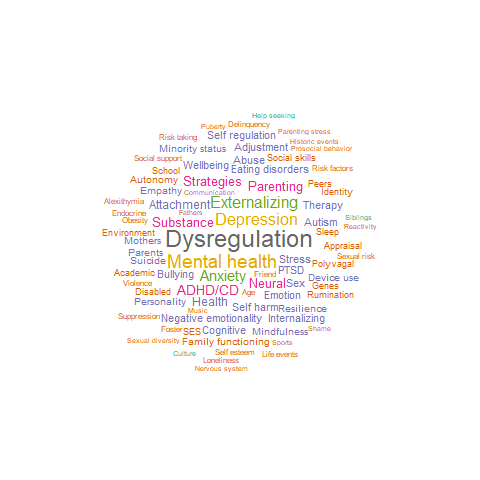 Help seeking
Puberty Delinquency
Risk taking Self regulation Parenting stress
Historic events
Minority status Adjustment Prosocial behavior
Social support Abuse Social skills
School Wellbeing Eating disorders Risk factors
Autonomy Strategies Parenting Peers
Empathy Communication Identity
Alexithymia Attachment Externalizing Therapy
Endocrine Fathers Siblings
Obesity Substance Depression Autism Reactivity
Environment Sleep
Mothers Dysregulation Appraisal
Parents Sexual risk
Suicide Mental health Stress Polyvagal
Academic Bullying Anxiety Friend PTSD Device use
Violence Neural Sex Genes
Disabled ADHD/CD Age Emotion Rumination
Personality Health Self harm Resilience
Music
Suppression Negative emotionality Internalizing
Foster SES Cognitive Mindfulness Shame
Sexual diversity Family functioning Sports
Culture Self esteem Life events
Loneliness
Nervous system